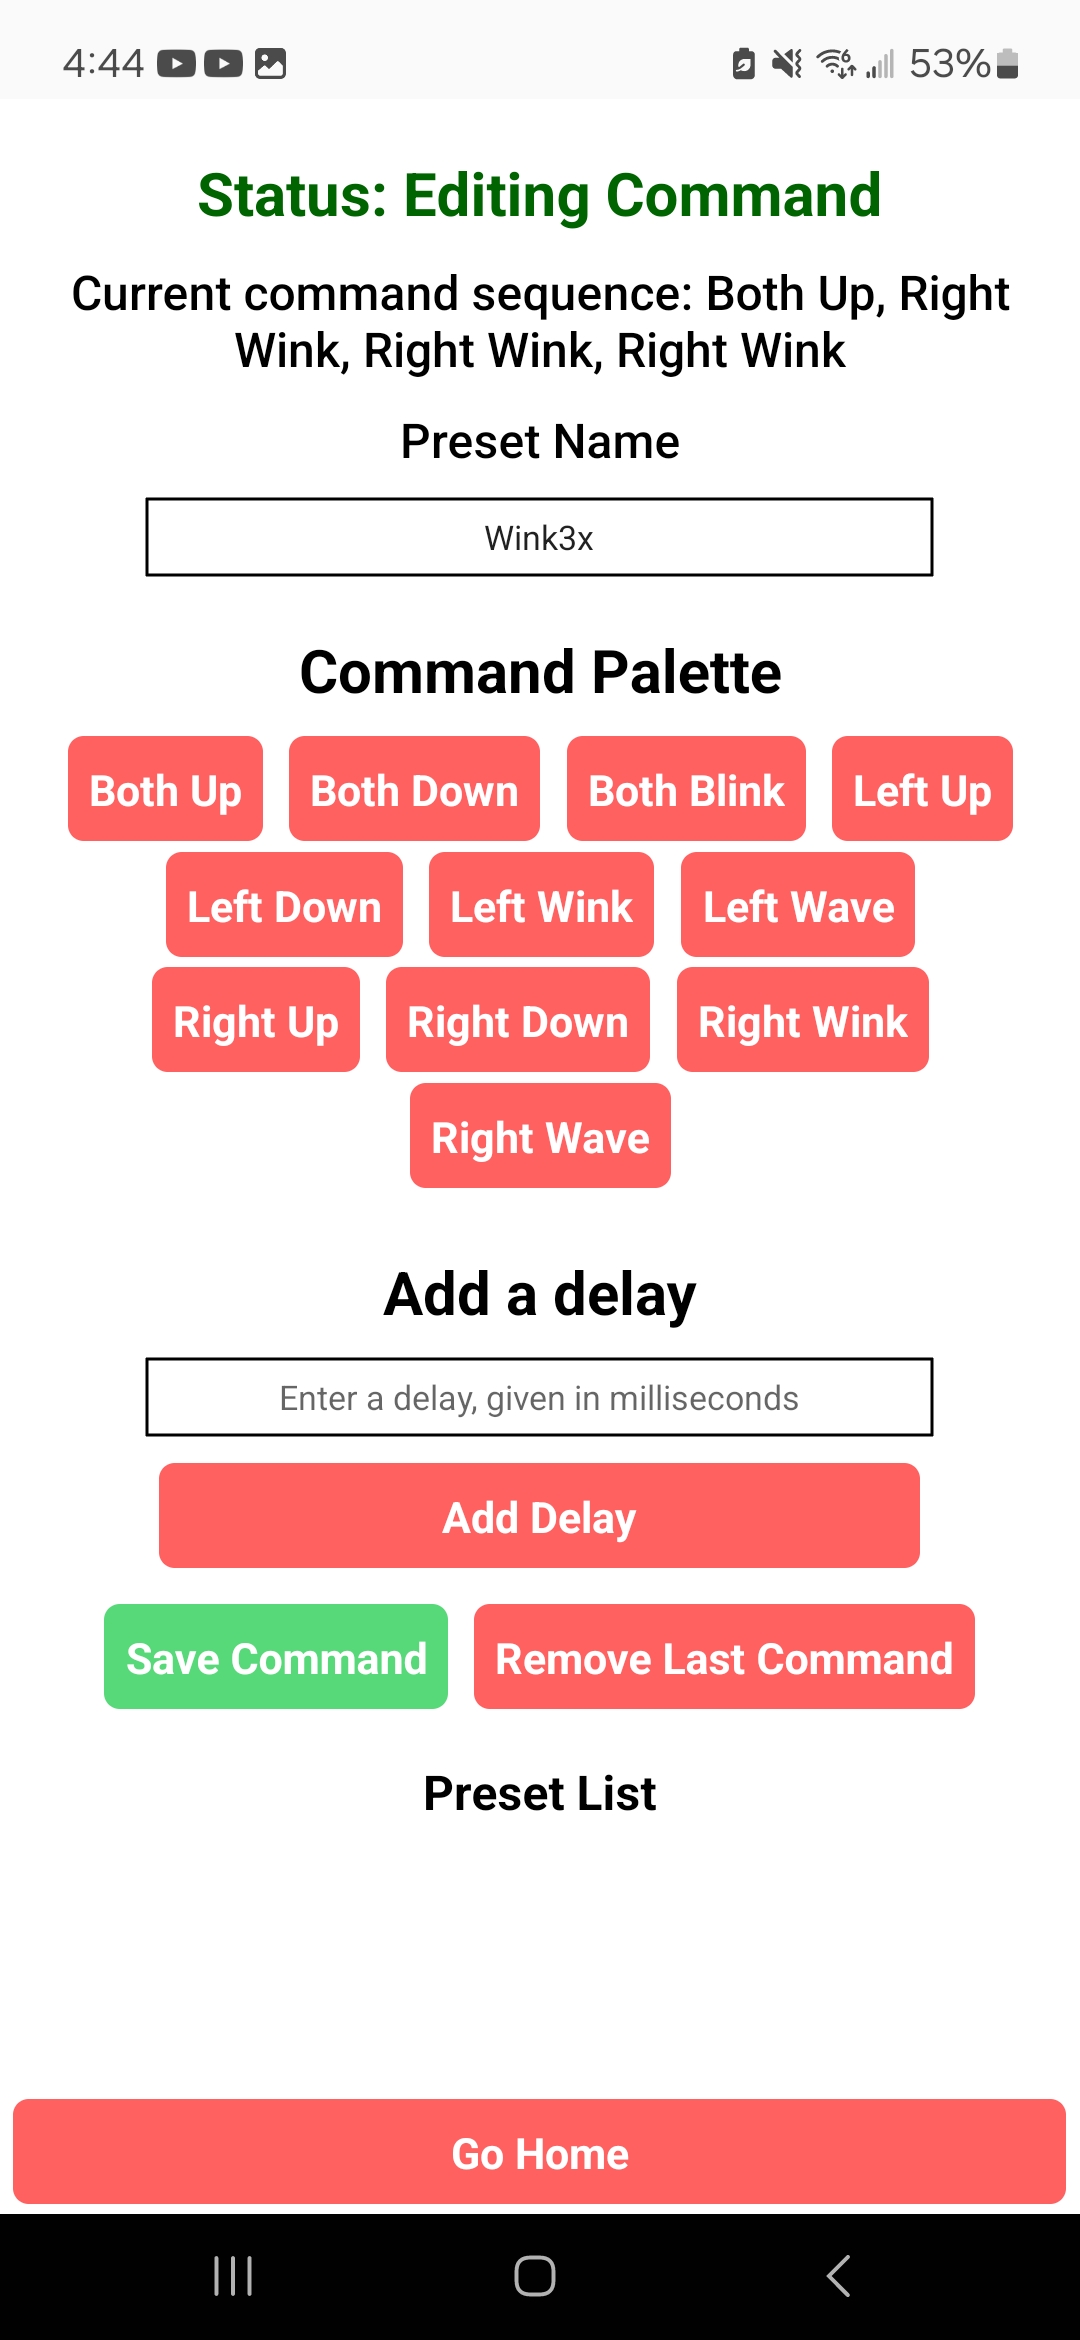 4:44
53%
Status: Editing Command
Current command sequence: Both Up, Right
Wink, Right Wink, Right Wink
Preset Name
Wink3x
Command Palette
Both Up Both Down Both Blink Left Up
Left Down Left Wink Left Wave
Right Up Right Down Right Wink
Right Wave
Add a delay
Enter a delay, given in milliseconds
Add Delay
Save Command Remove Last Command
Preset List
Go Home